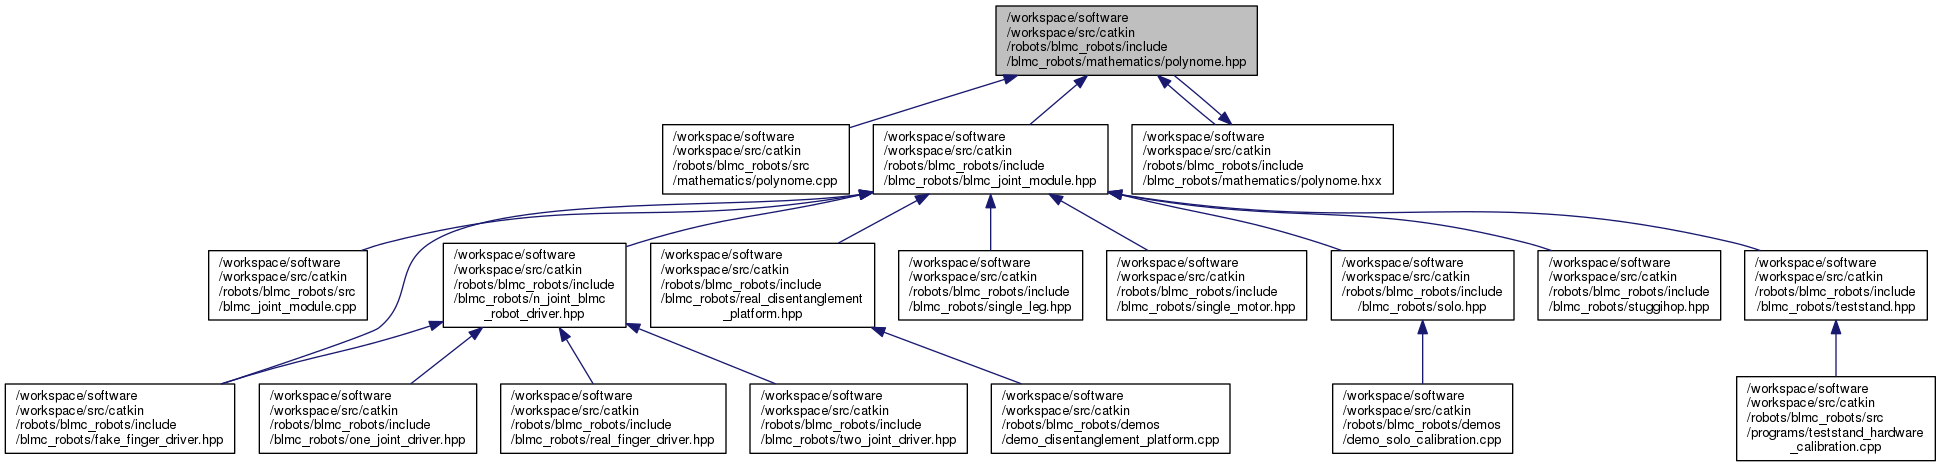 /workspace/software
/workspace/src/catkin
/robots/blmc_robots/include
/blmc_robots/mathematics/polynome.hpp
/workspace/software
/workspace/src/catkin
/robots/blmc_robots/src
/mathematics/polynome.cpp
/workspace/software
/workspace/src/catkin
/robots/blmc_robots/include
/blmc_robots/blmc_joint_module.hpp
/workspace/software
/workspace/src/catkin
/robots/blmc_robots/include
/blmc_robots/mathematics/polynome.hxx
/workspace/software
/workspace/src/catkin
/robots/blmc_robots/src
/blmc_joint_module.cpp
/workspace/software
/workspace/src/catkin
/robots/blmc_robots/include
/blmc_robots/n_joint_blmc
_robot_driver.hpp
/workspace/software
/workspace/src/catkin
/robots/blmc_robots/include
/blmc_robots/real_disentanglement
_platform.hpp
/workspace/software
/workspace/src/catkin
/robots/blmc_robots/include
/blmc_robots/single_leg.hpp
/workspace/software
/workspace/src/catkin
/robots/blmc_robots/include
/blmc_robots/single_motor.hpp
/workspace/software
/workspace/src/catkin
/robots/blmc_robots/include
/blmc_robots/solo.hpp
/workspace/software
/workspace/src/catkin
/robots/blmc_robots/include
/blmc_robots/stuggihop.hpp
/workspace/software
/workspace/src/catkin
/robots/blmc_robots/include
/blmc_robots/teststand.hpp
/workspace/software
/workspace/src/catkin
/robots/blmc_robots/include
/blmc_robots/fake_finger_driver.hpp
/workspace/software
/workspace/src/catkin
/robots/blmc_robots/include
/blmc_robots/one_joint_driver.hpp
/workspace/software
/workspace/src/catkin
/robots/blmc_robots/include
/blmc_robots/real_finger_driver.hpp
/workspace/software
/workspace/src/catkin
/robots/blmc_robots/include
/blmc_robots/two_joint_driver.hpp
/workspace/software
/workspace/src/catkin
/robots/blmc_robots/demos
/demo_disentanglement_platform.cpp
/workspace/software
/workspace/src/catkin
/robots/blmc_robots/demos
/demo_solo_calibration.cpp
/workspace/software
/workspace/src/catkin
/robots/blmc_robots/src
/programs/teststand_hardware
_calibration.cpp